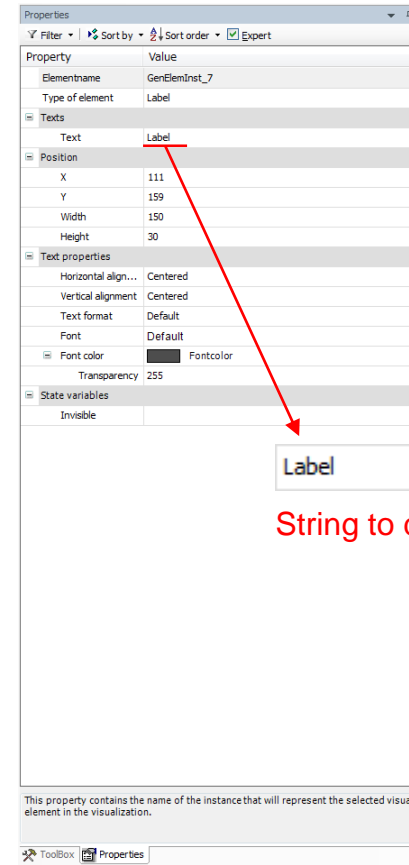 Properties
Filter Sort by Sort order Expert
Property Value
Elementname GenElemInst_7
Type of element Label
Texts
Text Label
Position
X 111
Y 159
Width 150
Height 30
Text properties
Horizontal align... Centered
Vertical alignment Centered
Text format Default
Font Default
Font color Fontcolor
Transparency 255
State variables
Invisible
Label
String to
This property contains the name of the instance that will represent the selected
element in the visualization.
ToolBox Properties